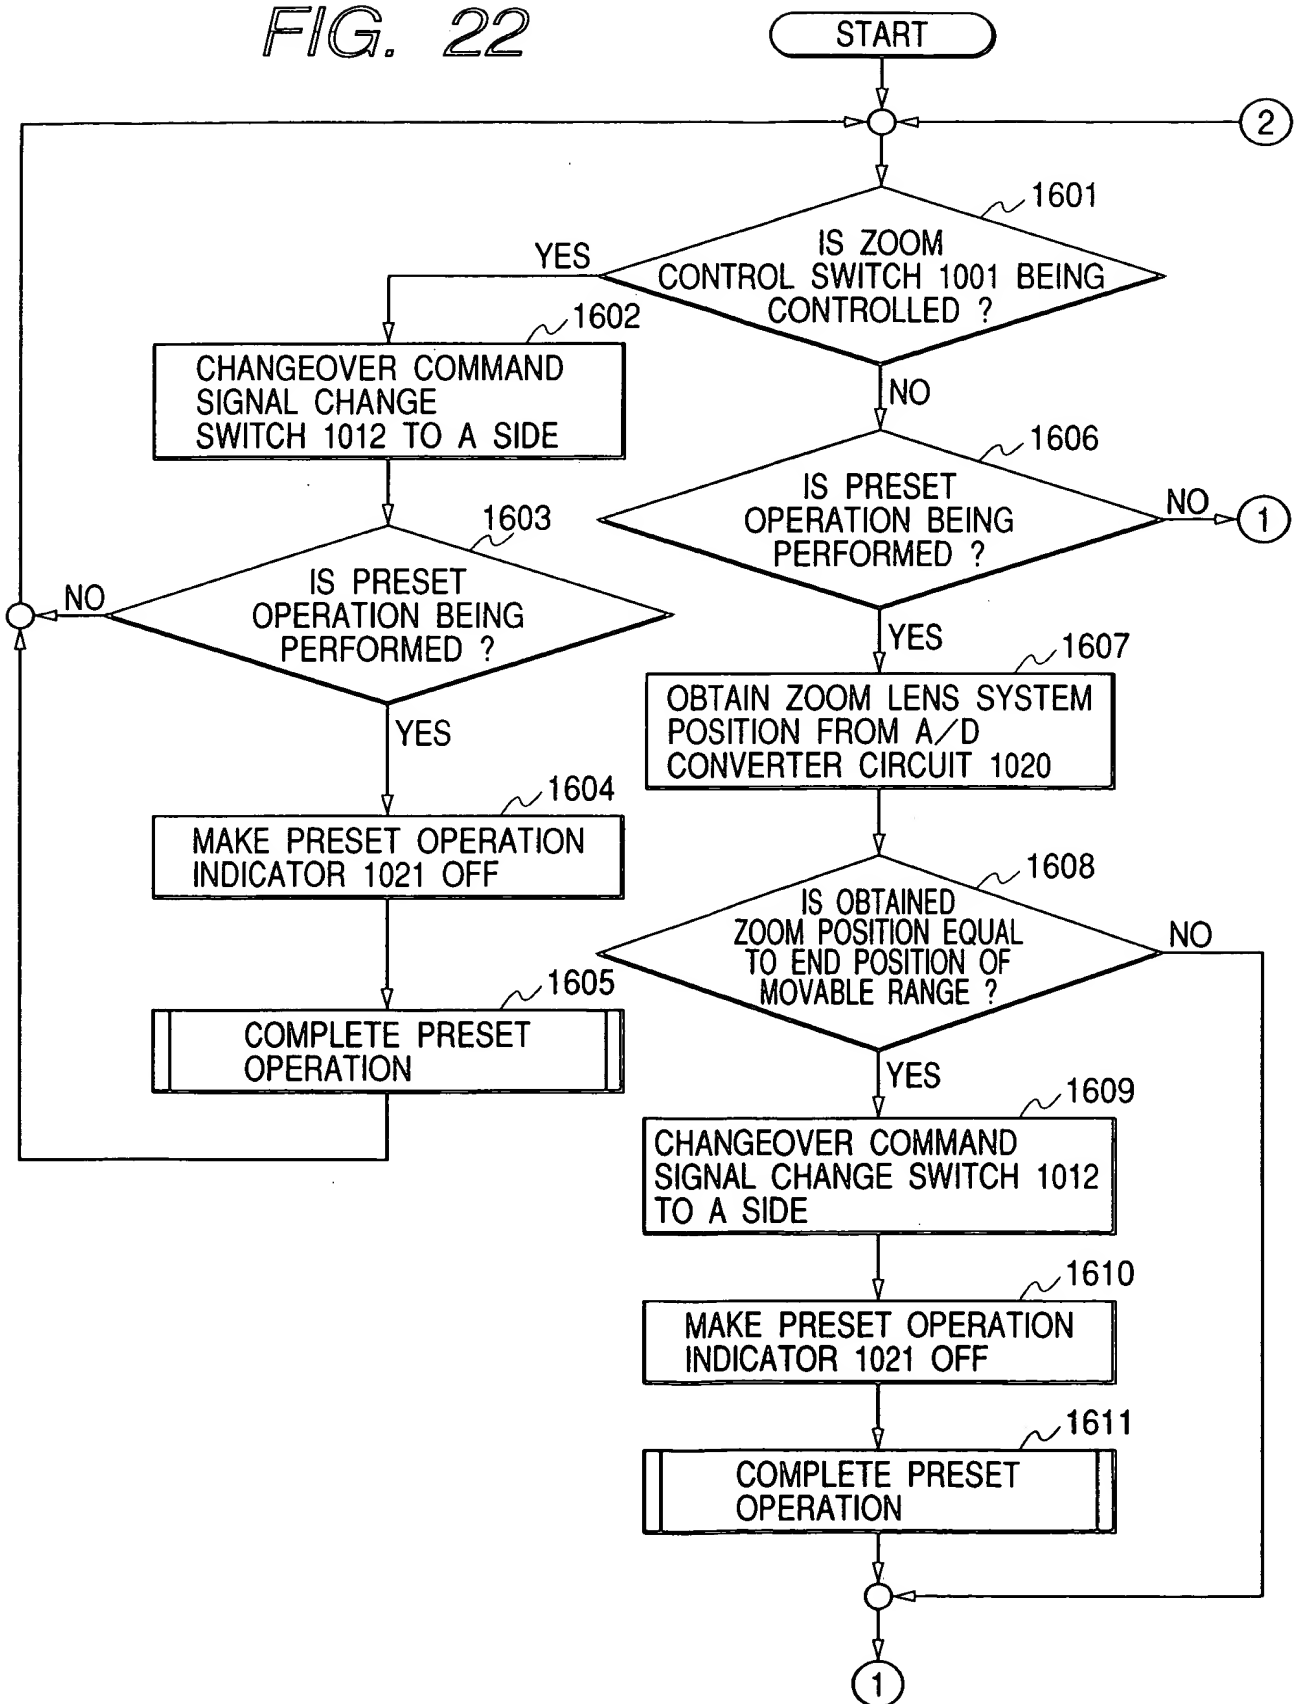 FIG. 22
START
2
1601
IS ZOOM
CONTROL SWITCH 1001 BEING
CONTROLLED ?
YES
NO
1602
CHANGEOVER COMMAND
SIGNAL CHANGE
SWITCH 1012 TO A SIDE
1603
IS PRESET
OPERATION BEING
PERFORMED ?
NO
YES
1604
MAKE PRESET OPERATION
INDICATOR 1021 OFF
1605
COMPLETE PRESET
OPERATION
1606
IS PRESET
OPERATION BEING
PERFORMED ?
NO
1
YES
1607
OBTAIN ZOOM LENS SYSTEM
POSITION FROM A/D
CONVERTER CIRCUIT 1020
1608
IS OBTAINED
ZOOM POSITION EQUAL
TO END POSITION OF
MOVABLE RANGE ?
NO
YES
1609
CHANGEOVER COMMAND
SIGNAL CHANGE SWITCH 1012
TO A SIDE
1610
MAKE PRESET OPERATION
INDICATOR 1021 OFF
1611
COMPLETE PRESET
OPERATION
1